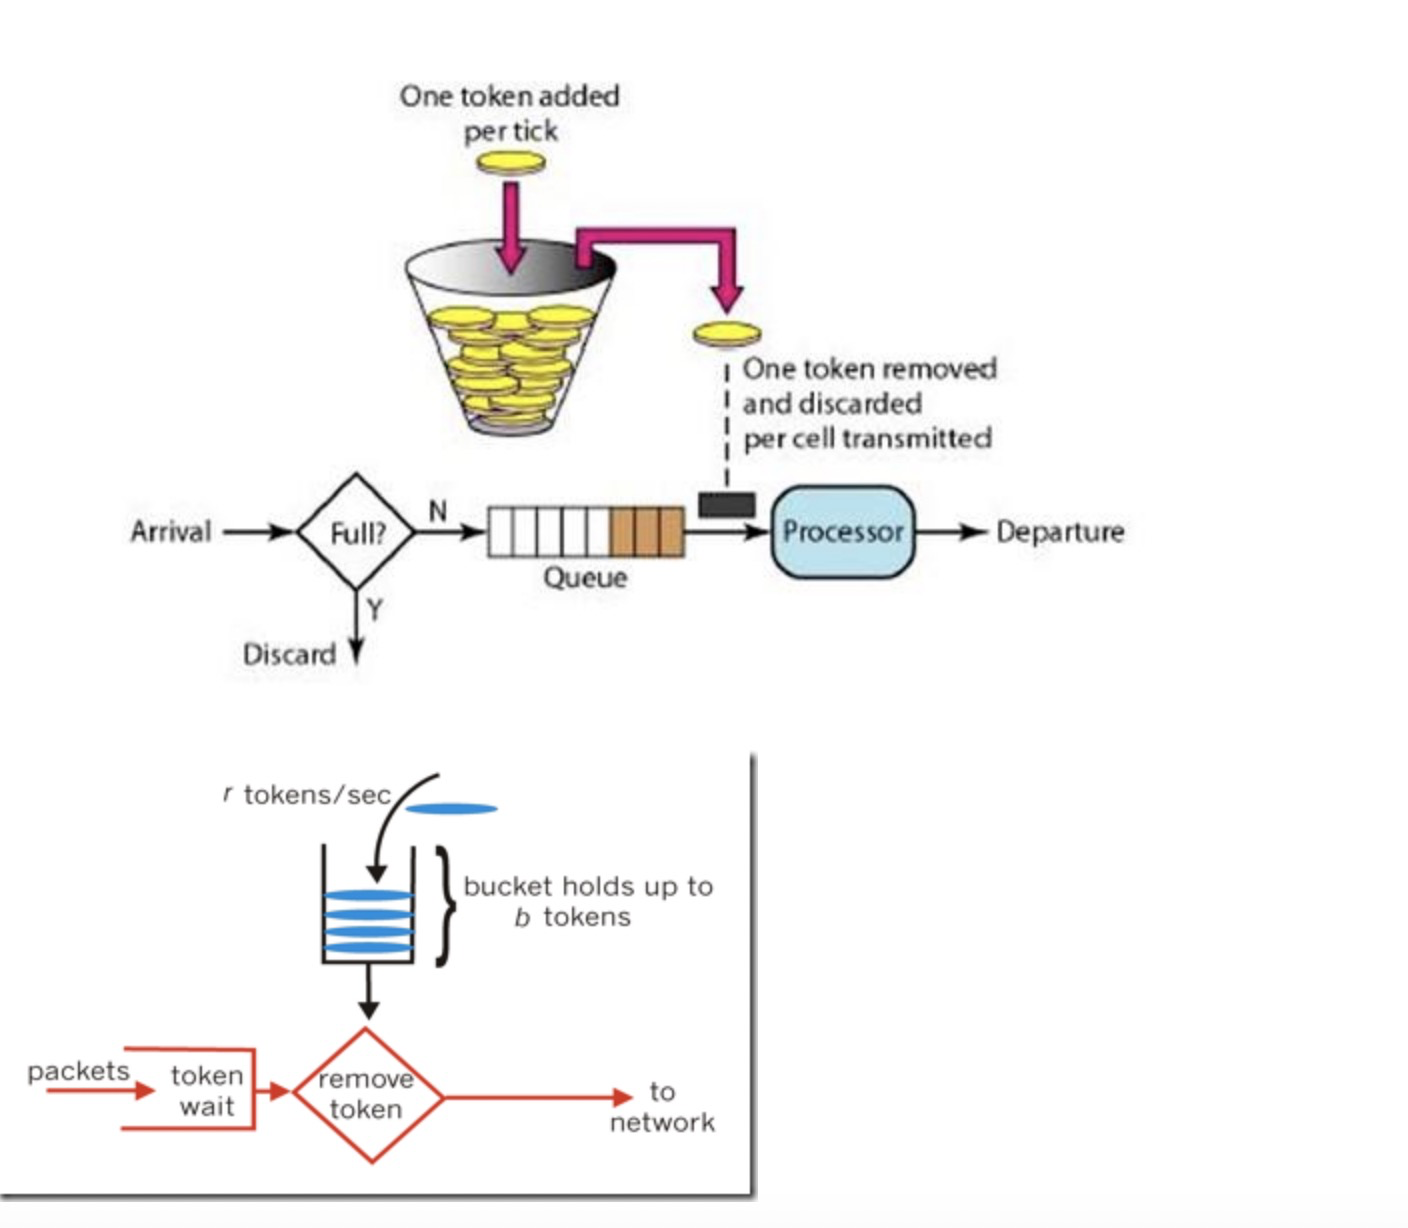 One token added
per tick
One token removed
and discarded
per cell transmitted
Arrival
Full?
N
Queue
Processor
Departure
Y
Discard
r tokens/sec
bucket holds up to
b tokens
packets
token
wait
remove
token
to
network